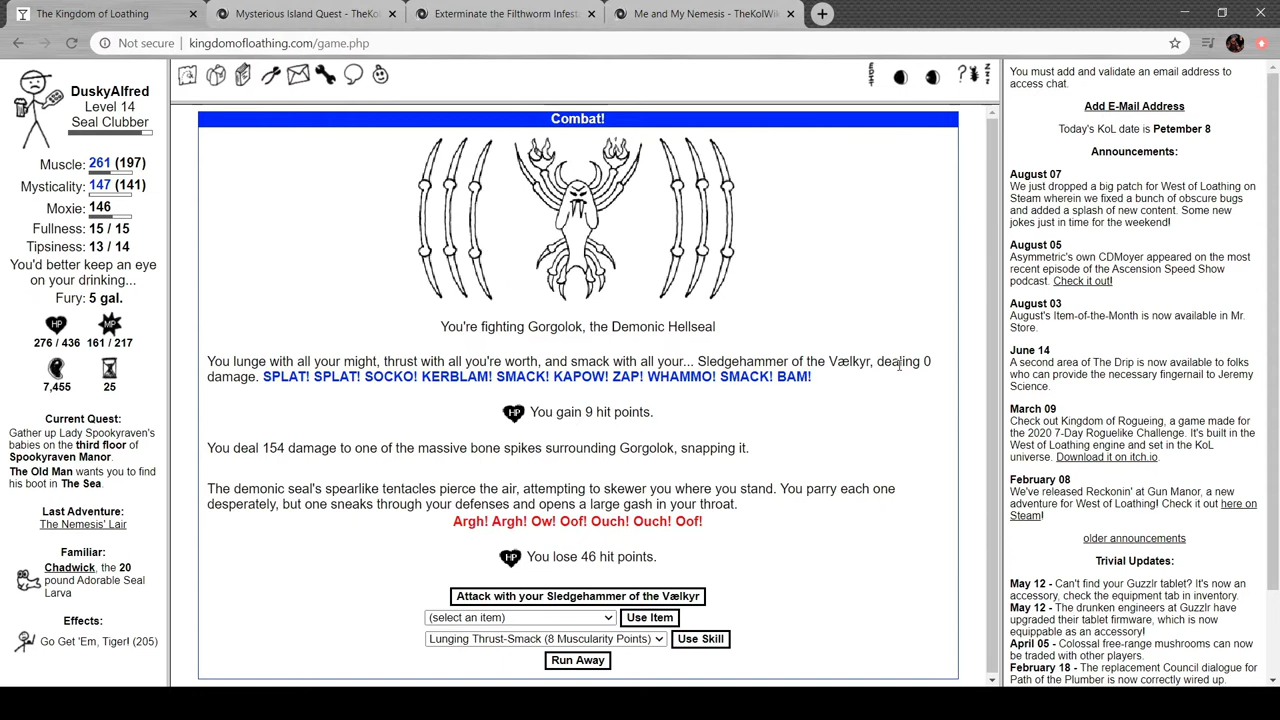 The Kingdom of Loathing
Mysterious Island Quest - TheKol
Exterminate the Filthworm Infest
Me and My Nemesis - TheKolWik
Not secure | kingdomofloathing.com/game.php
DuskyAlfred
Level 14
Seal Clubber
Muscle: 261 (197)
Mysticality: 147 (141)
Moxie: 146
Fullness: 15 / 15
Tipsiness: 13 / 14
You'd better keep an eye
on your drinking...
Fury: 5 gal.
HP
MP
276 / 436
161 / 217
7,455
25
Current Quest:
Gather up Lady Spookyraven's
babies on the third floor of
Spookyraven Manor.
The Old Man wants you to find
his boot in The Sea.
Last Adventure:
The Nemesis' Lair
Familiar:
Chadwick, the 20
pound Adorable Seal
Larva
Effects:
Go Get 'Em, Tiger! (205)
Combat!
You're fighting Gorgolok, the Demonic Hellseal
You lunge with all your might, thrust with all you're worth, and smack with all your... Sledgehammer of the Vælkyr, dealing 0
damage. SPLAT! SPLAT! SOCKO! KERBLAM! SMACK! KAPOW! ZAP! WHAMMO! SMACK! BAM!
HP You gain 9 hit points.
You deal 154 damage to one of the massive bone spikes surrounding Gorgolok, snapping it.
The demonic seal's spearlike tentacles pierce the air, attempting to skewer you where you stand. You parry each one
desperately, but one sneaks through your defenses and opens a large gash in your throat.
Argh! Argh! Ow! Oof! Ouch! Ouch! Oof!
HP You lose 46 hit points.
Attack with your Sledgehammer of the Vælkyr
(select an item)
Use Item
Lunging Thrust-Smack (8 Muscularity Points)
Use Skill
Run Away
You must add and validate an email address to
access chat.
Add E-Mail Address
Today's KoL date is Petember 8
Announcements:
August 07
We just dropped a big patch for West of Loathing on
Steam wherein we fixed a bunch of obscure bugs
and added a splash of new content. Some new
jokes just in time for the weekend!
August 05
Asymmetric's own CDMoyer appeared on the most
recent episode of the Ascension Speed Show
podcast. Check it out!
August 03
August's Item-of-the-Month is now available in Mr.
Store.
June 14
A second area of The Drip is now available to folks
who can provide the necessary fingernail to Jeremy
Science.
March 09
Check out Kingdom of Rogueing, a game made for
the 2020 7-Day Roguelike Challenge. It's built in the
West of Loathing engine and set in the KoL
universe. Download it on itch.io.
February 08
We've released Reckonin' at Gun Manor, a new
adventure for West of Loathing! Check it out here on
Steam!
older announcements
Trivial Updates:
May 12 - Can't find your Guzzlr tablet? It's now an
accessory, check the equipment tab in inventory.
May 12 - The drunken engineers at Guzzlr have
upgraded their tablet firmware, which is now
equippable as an accessory!
April 05 - Colossal free-range mushrooms can now
be traded with other players.
February 18 - The replacement Council dialogue for
Path of the Plumber is now correctly wired up.